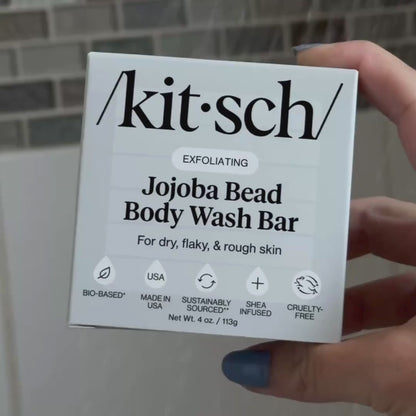 /kit·sch/
EXFOLIATING
Jojoba Bead
Body Wash Bar
For dry, flaky, & rough skin
USA
BIO-BASED*
MADE IN
USA
SUSTAINABLY
SOURCED**
SHEA
INFUSED
CRUELTY-
FREE
Net Wt. 4 oz. / 113g